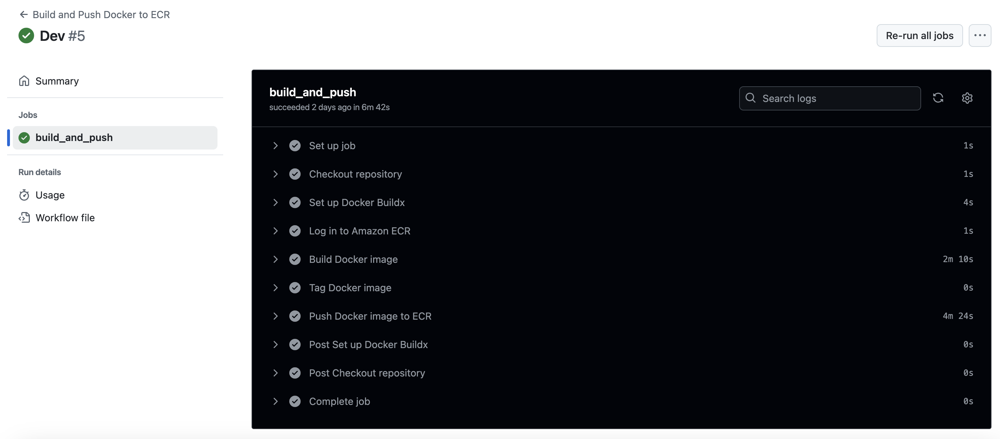 Build and Push Docker to ECR
Dev #5
Re-run all jobs
Summary
Jobs
build_and_push
Run details
Usage
Workflow file
build_and_push
succeeded 2 days ago in 6m 42s
Search logs
Set up job 1s
Checkout repository 1s
Set up Docker Buildx 4s
Log in to Amazon ECR 1s
Build Docker image 2m 10s
Tag Docker image 0s
Push Docker image to ECR 4m 24s
Post Set up Docker Buildx 0s
Post Checkout repository 0s
Complete job 0s